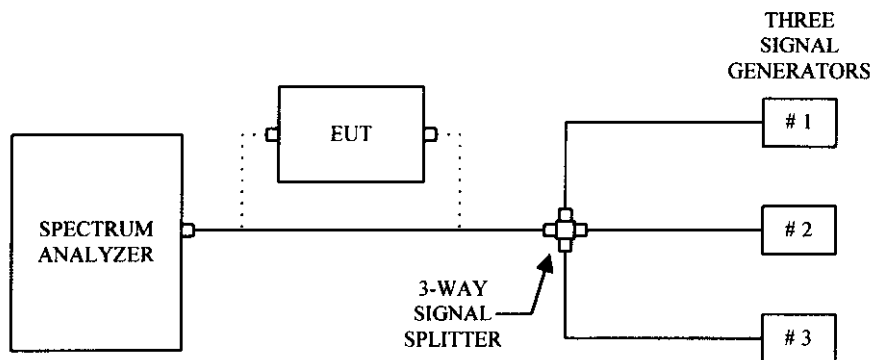 THREE
SIGNAL
GENERATORS
# 1
EUT
SPECTRUM
ANALYZER
# 2
3-WAY
SIGNAL
SPLITTER
# 3